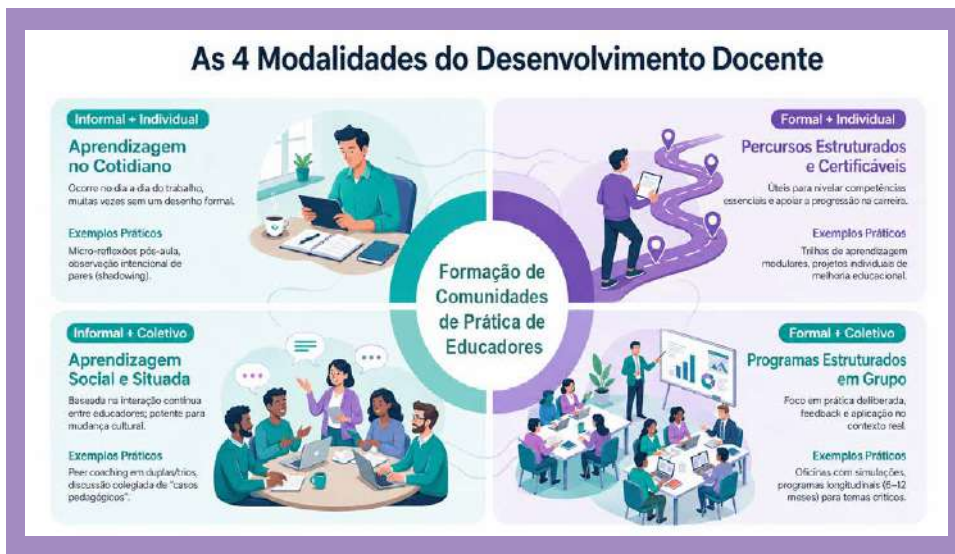 As 4 Modalidades do Desenvolvimento Docente
Informal + Individual
Aprendizagem
no Cotidiano
Ocorre no dia a dia do trabalho,
muitas vezes sem um desenho formal.
Exemplos Práticos
Micro-reflexões pós-aula,
observação intencional de
pares (shadowing).
Formal + Individual
Percursos Estruturados
e Certificáveis
Úteis para nivelar competências
essenciais e apoiar a progressão na carreira.
Exemplos Práticos
Trilhas de aprendizagem
modulares, projetos individuais de
melhoria educacional.
Formação de
Comunidades
de Prática de
Educadores
Informal + Coletivo
Aprendizagem
Social e Situada
Baseada na interação contínua
entre educadores; potente para
mudança cultural.
Exemplos Práticos
Peer coaching em duplas/trios,
discussão colegiada de "casos
pedagógicos".
Formal + Coletivo
Programas Estruturados
em Grupo
Foco em prática deliberada,
feedback e aplicação no
contexto real.
Exemplos Práticos
Oficinas com simulações,
programas longitudinais (6–12
meses) para temas críticos.